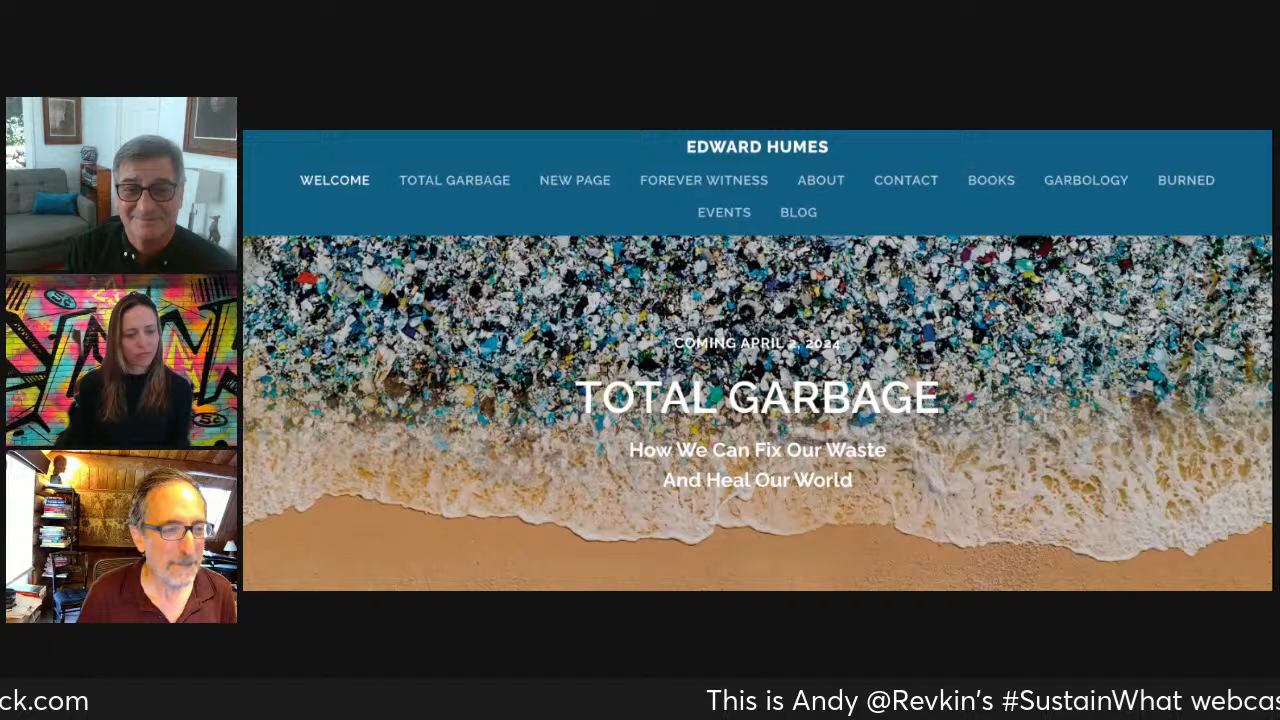 EDWARD HUMES
WELCOME TOTAL GARBAGE NEW PAGE FOREVER WITNESS ABOUT CONTACT BOOKS GARBOLOGY BURNED
EVENTS BLOG
COMING APRIL 2, 2024
TOTAL GARBAGE
How We Can Fix Our Waste
And Heal Our World
ck.com This is Andy @Revkin's #SustainWhat webcas